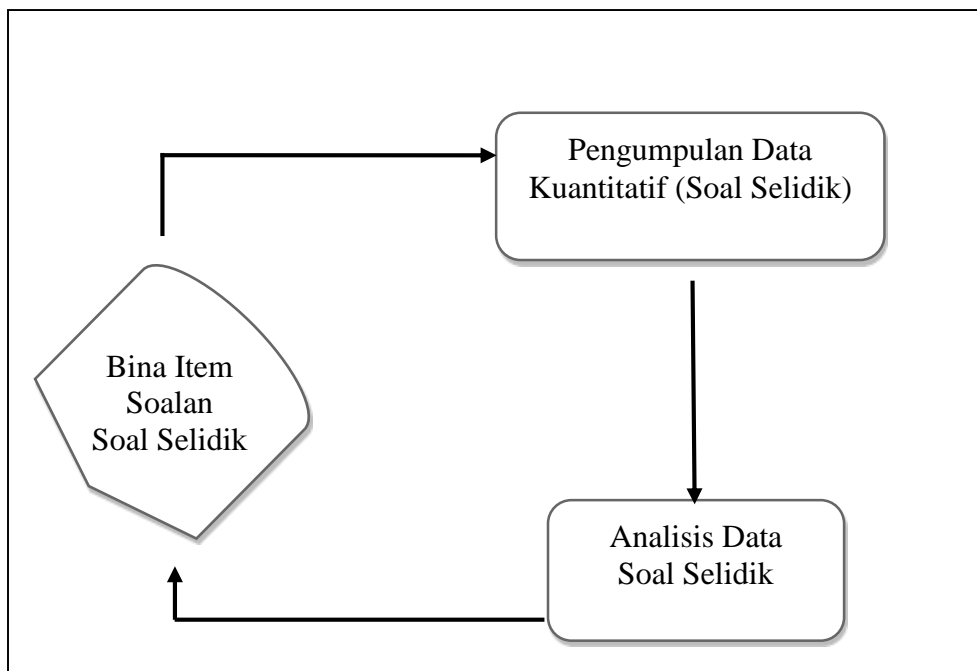 Pengumpulan Data
Kuantitatif (Soal Selidik)
Bina Item
Soalan
Soal Selidik
Analisis Data
Soal Selidik